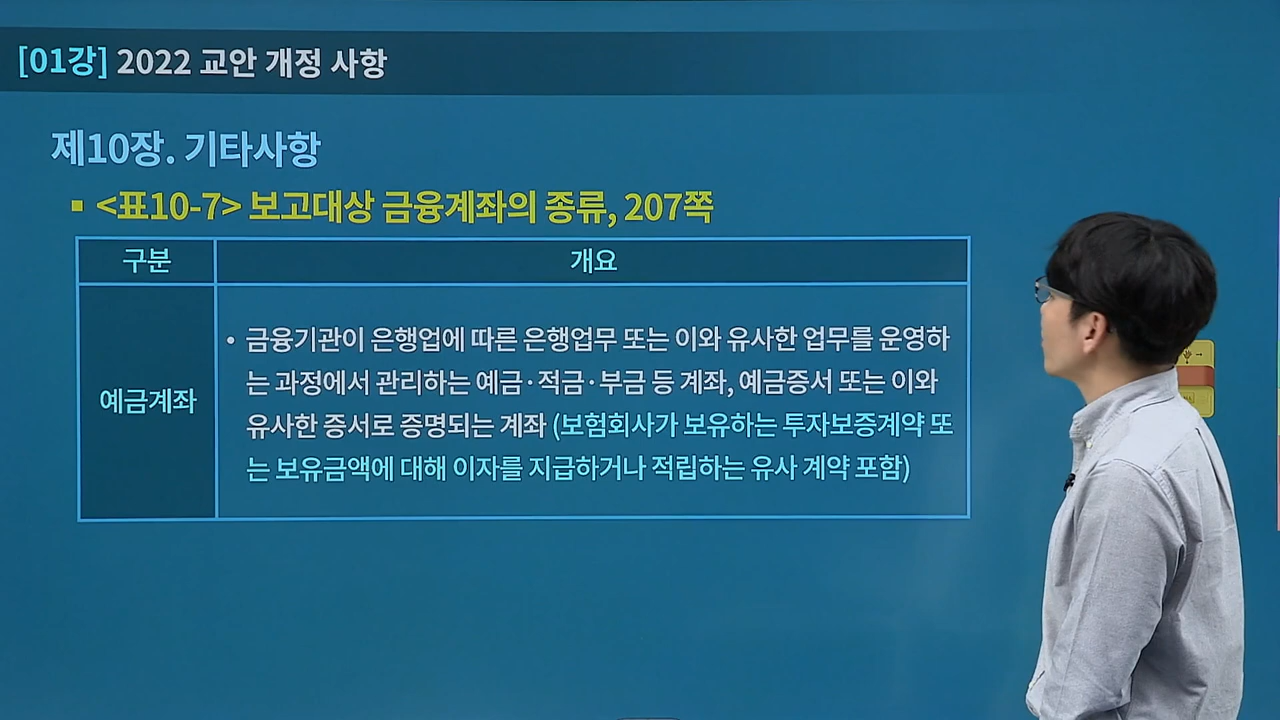 [01강] 2022 교안 개정 사항
제10장. 기타사항
▪ <표10-7> 보고대상 금융계좌의 종류, 207쪽
구분 개요
예금계좌
• 금융기관이 은행업에 따른 은행업무 또는 이와 유사한 업무를 운영하
는 과정에서 관리하는 예금·적금·부금 등 계좌, 예금증서 또는 이와
유사한 증서로 증명되는 계좌 (보험회사가 보유하는 투자보증계약 또
는 보유금액에 대해 이자를 지급하거나 적립하는 유사 계약 포함)